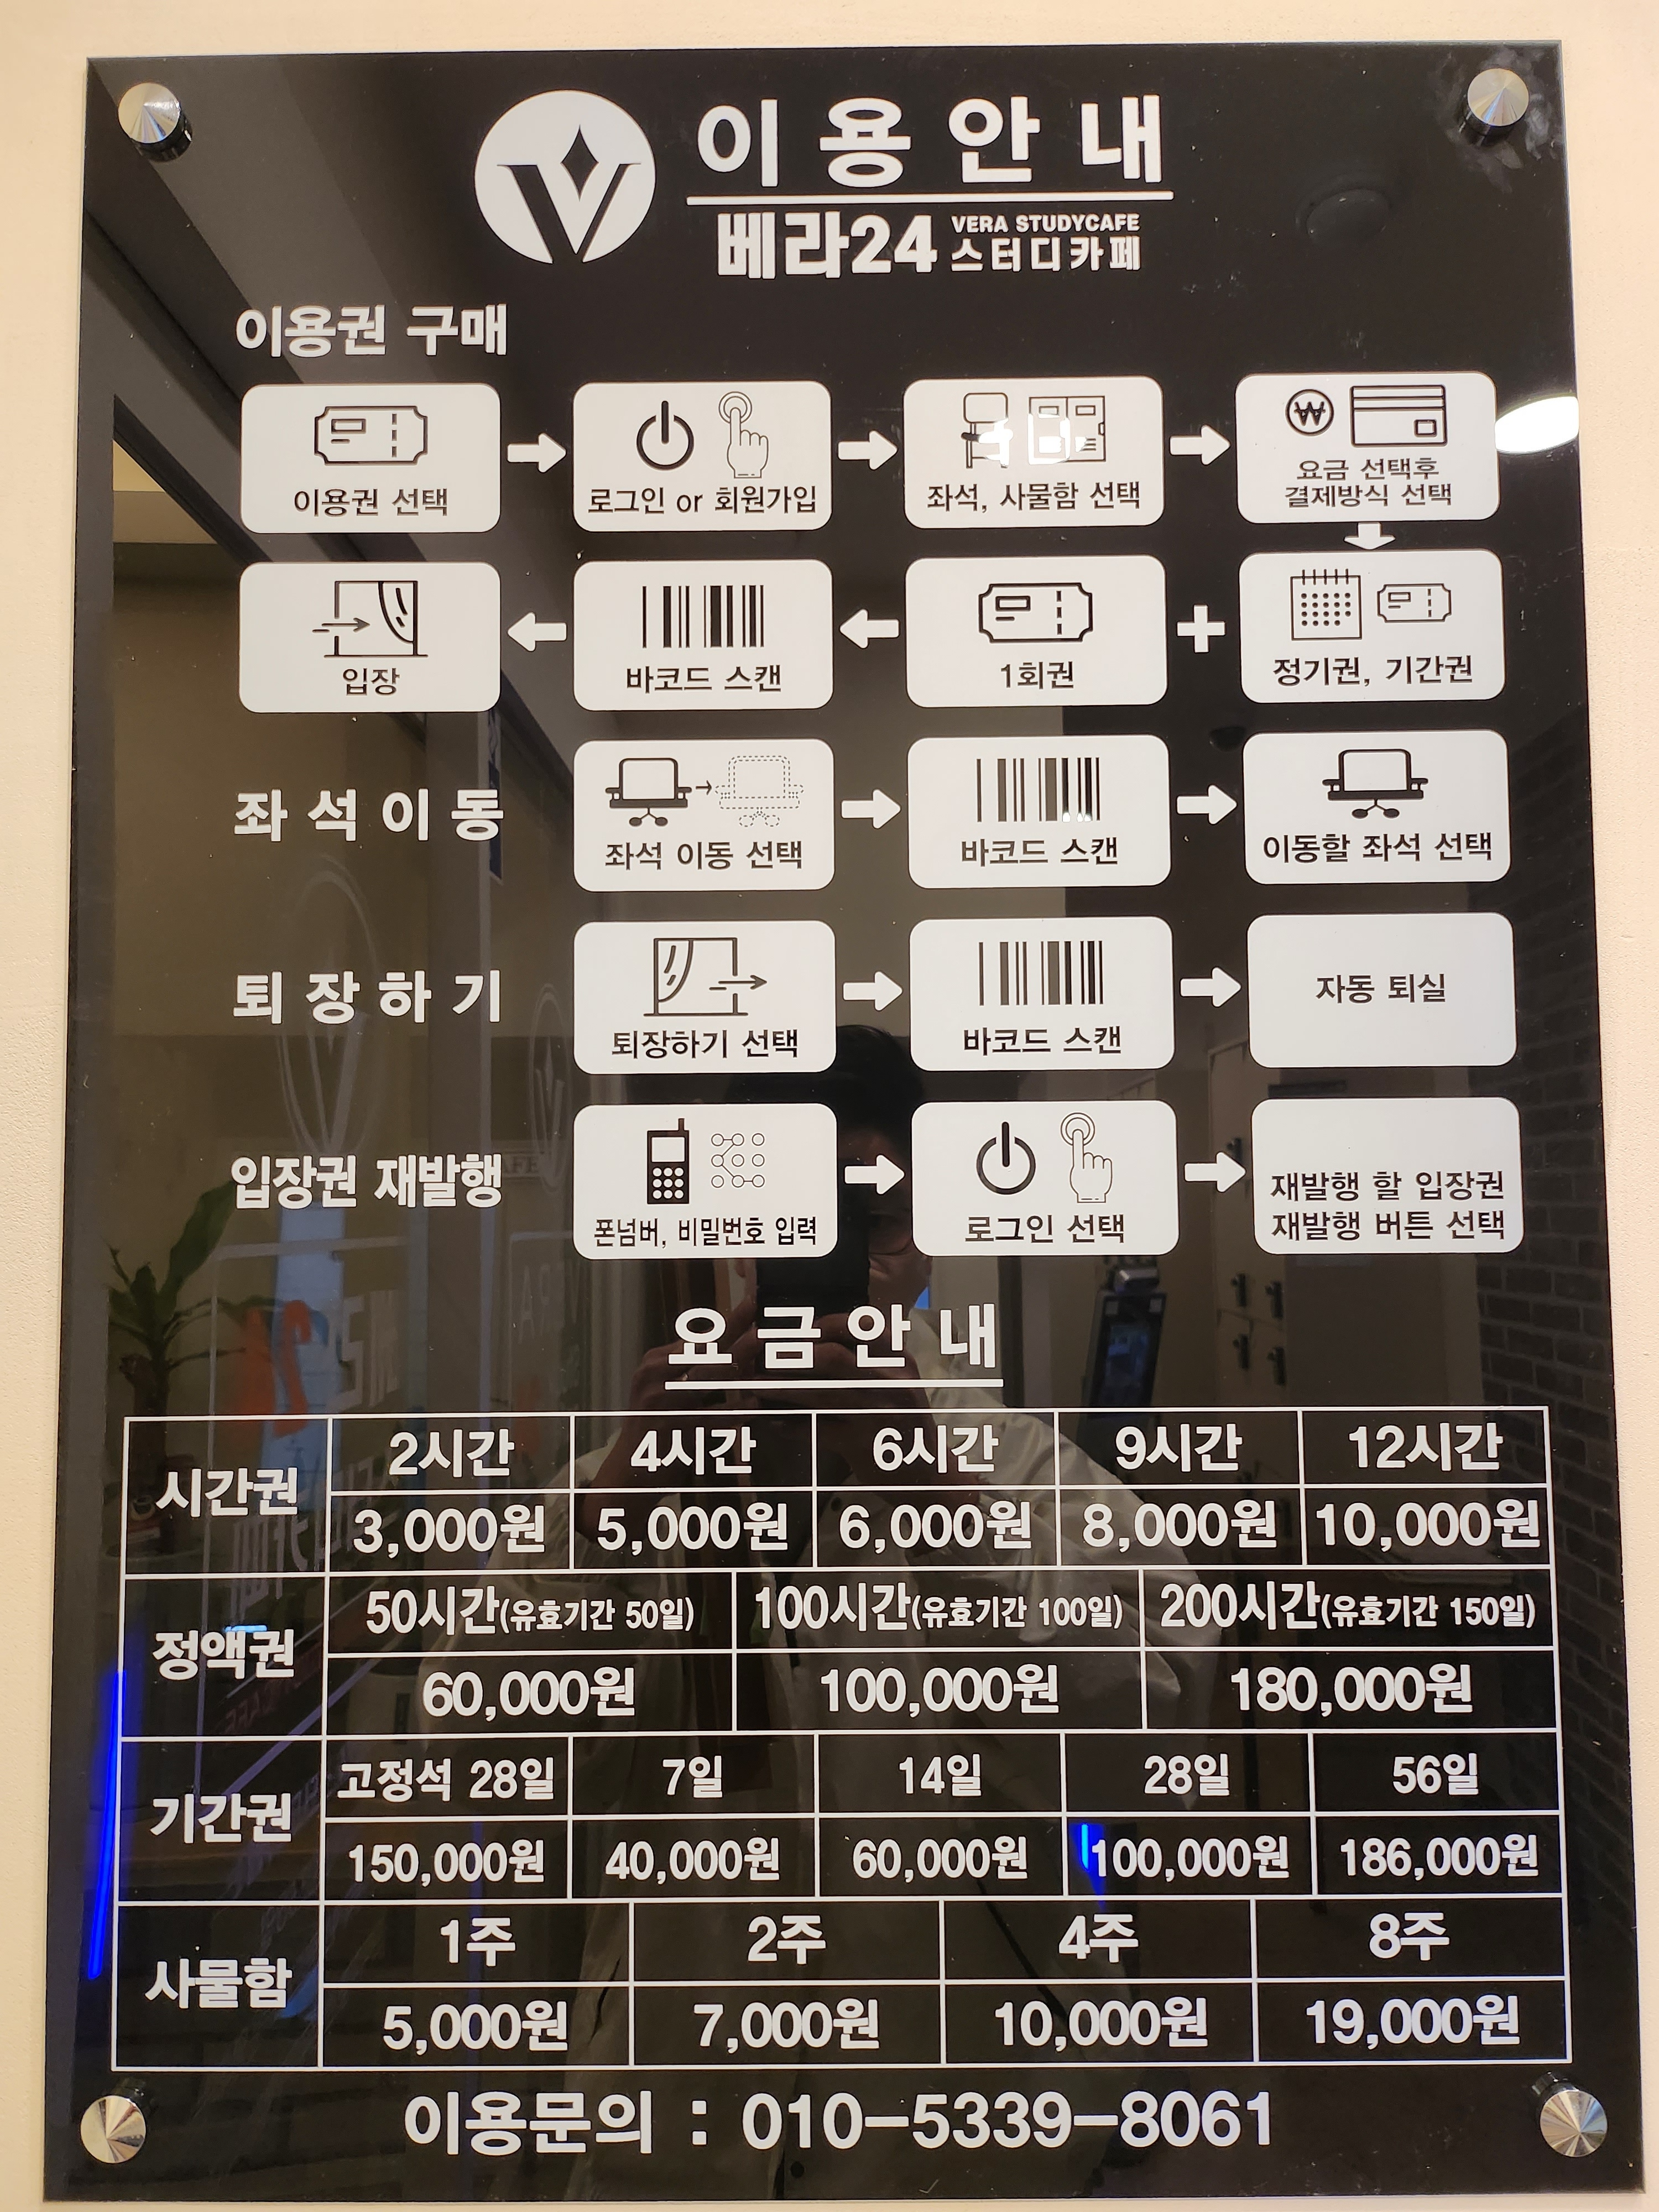 이용안내
베라24 VERA STUDYCAFE 스터디카페
이용권 구매
이용권 선택
로그인 or 회원가입
좌석, 사물함 선택
요금 선택후
결제방식 선택
입장
바코드 스캔
1회권
정기권, 기간권
좌석이동
좌석 이동 선택
바코드 스캔
이동할 좌석 선택
퇴장하기
퇴장하기 선택
바코드 스캔
자동 퇴실
입장권 재발행
폰넘버, 비밀번호 입력
로그인 선택
재발행 할 입장권
재발행 버튼 선택
요금안내
시간권
2시간 4시간 6시간 9시간 12시간
3,000원 5,000원 6,000원 8,000원 10,000원
정액권
50시간(유효기간 50일) 100시간(유효기간 100일) 200시간(유효기간 150일)
60,000원 100,000원 180,000원
기간권
고정석 28일 7일 14일 28일 56일
150,000원 40,000원 60,000원 100,000원 186,000원
사물함
1주 2주 4주 8주
5,000원 7,000원 10,000원 19,000원
이용문의 : 010-5339-8061